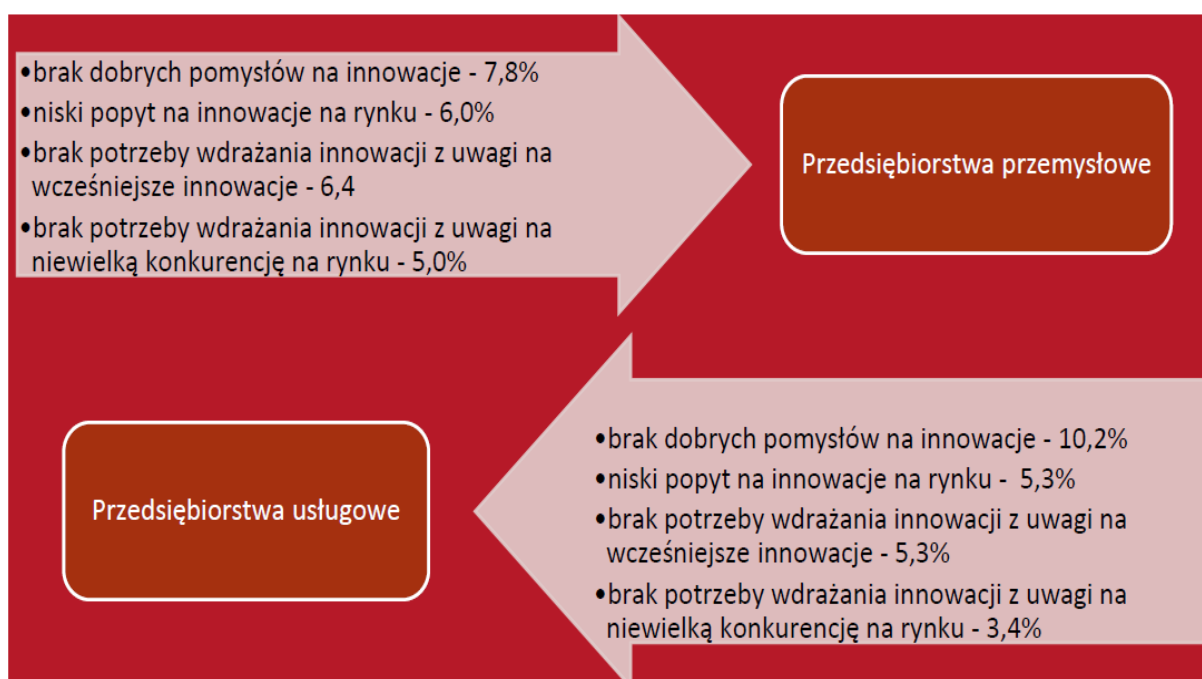 •brak dobrych pomysłów na innowacje - 7,8%
•niski popyt na innowacje na rynku - 6,0%
•brak potrzeby wdrażania innowacji z uwagi na
wcześniejsze innowacje - 6,4
•brak potrzeby wdrażania innowacji z uwagi na
niewielką konkurencję na rynku - 5,0%
Przedsiębiorstwa przemysłowe
Przedsiębiorstwa usługowe
•brak dobrych pomysłów na innowacje - 10,2%
•niski popyt na innowacje na rynku -  5,3%
•brak potrzeby wdrażania innowacji z uwagi na
wcześniejsze innowacje - 5,3%
•brak potrzeby wdrażania innowacji z uwagi na
niewielką konkurencję na rynku - 3,4%